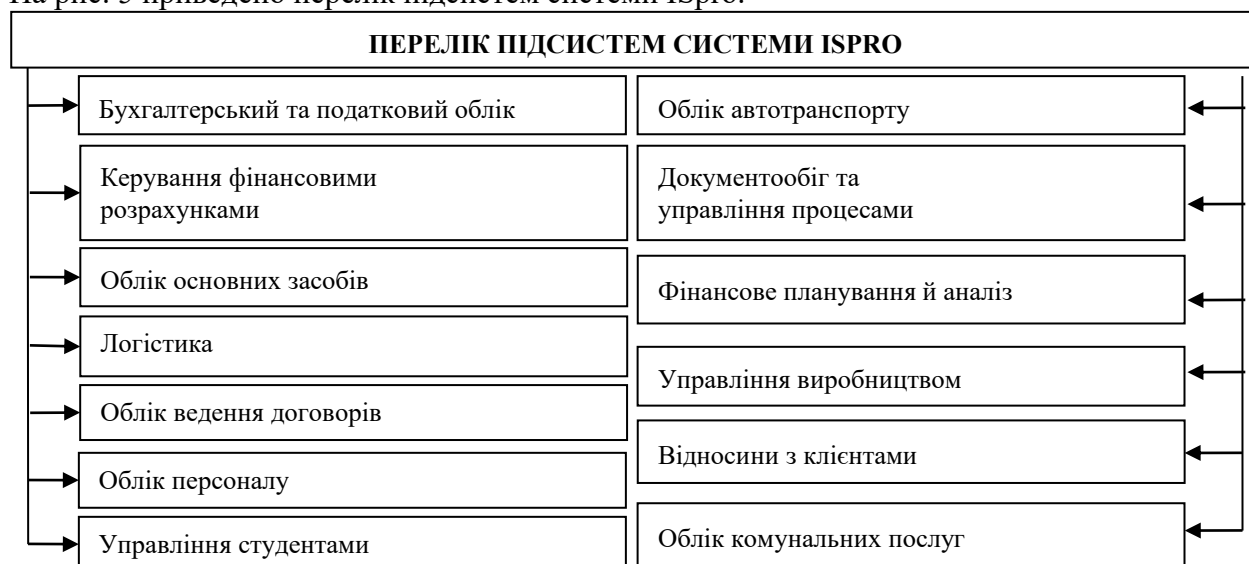 На рис. 3 приведено перелік підсистем системи ISpro.
ПЕРЕЛІК ПІДСИСТЕМ СИСТЕМИ ISPRO
Бухгалтерський та податковий облік
Керування фінансовими
розрахунками
Облік основних засобів
Логістика
Облік ведення договорів
Облік персоналу
Управління студентами
Облік автотранспорту
Документообіг та
управління процесами
Фінансове планування й аналіз
Управління виробництвом
Відносини з клієнтами
Облік комунальних послуг